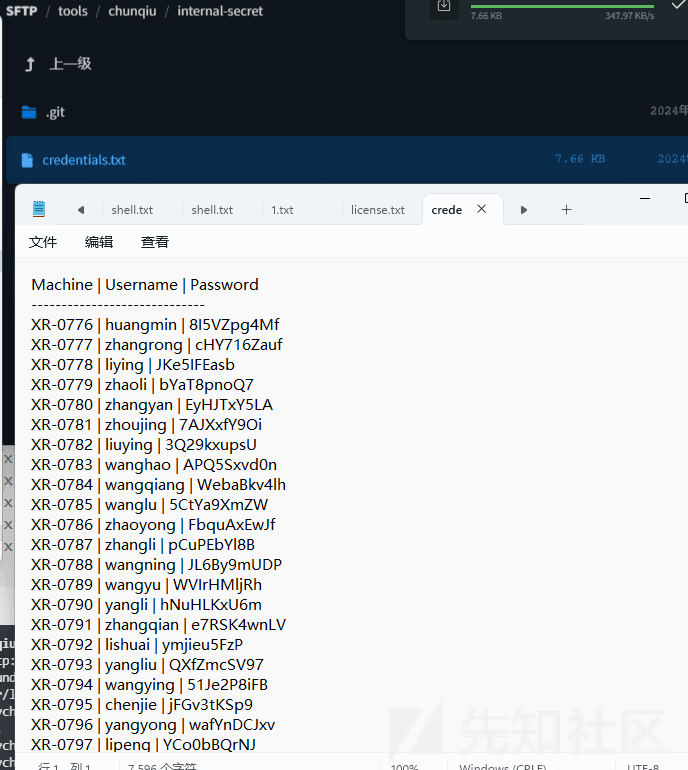 SFTP / tools / chunqiu / internal-secret
7.66 KB 347.97 KB/s
上一级
.git 2024年
credentials.txt 7.66 KB 2024
shell.txt shell.txt 1.txt license.txt crede
文件 编辑 查看
Machine | Username | Password
-----------------------------
XR-0776 | huangmin | 8I5VZpg4Mf
XR-0777 | zhangrong | cHY716Zauf
XR-0778 | liying | JKe5IFEasb
XR-0779 | zhaoli | bYaT8pnoQ7
XR-0780 | zhangyan | EyHJTxY5LA
XR-0781 | zhoujing | 7AJXxfY9Oi
XR-0782 | liuying | 3Q29kxupsU
XR-0783 | wanghao | APQ5Sxvd0n
XR-0784 | wangqiang | WebaBkv4lh
XR-0785 | wanglu | 5CtYa9XmZW
XR-0786 | zhaoyong | FbquAxEwJf
XR-0787 | zhangli | pCuPEbYl8B
XR-0788 | wangning | JL6By9mUDP
XR-0789 | wangyu | WVIrHMljRh
XR-0790 | yangli | hNuHLKxU6m
XR-0791 | zhangqian | e7RSK4wnLV
XR-0792 | lishuai | ymjieu5FzP
XR-0793 | yangliu | QXfZmcSV97
XR-0794 | wangying | 51Je2P8iFB
XR-0795 | chenjie | jFGv3tKSp9
XR-0796 | yangyong | wafYnDCJxv
XR-0797 | lipeng | YCo0bBQrNJ
先知社区
行 1，列 1 7,596 个字符 100% Windows (CRLF) UTF-8